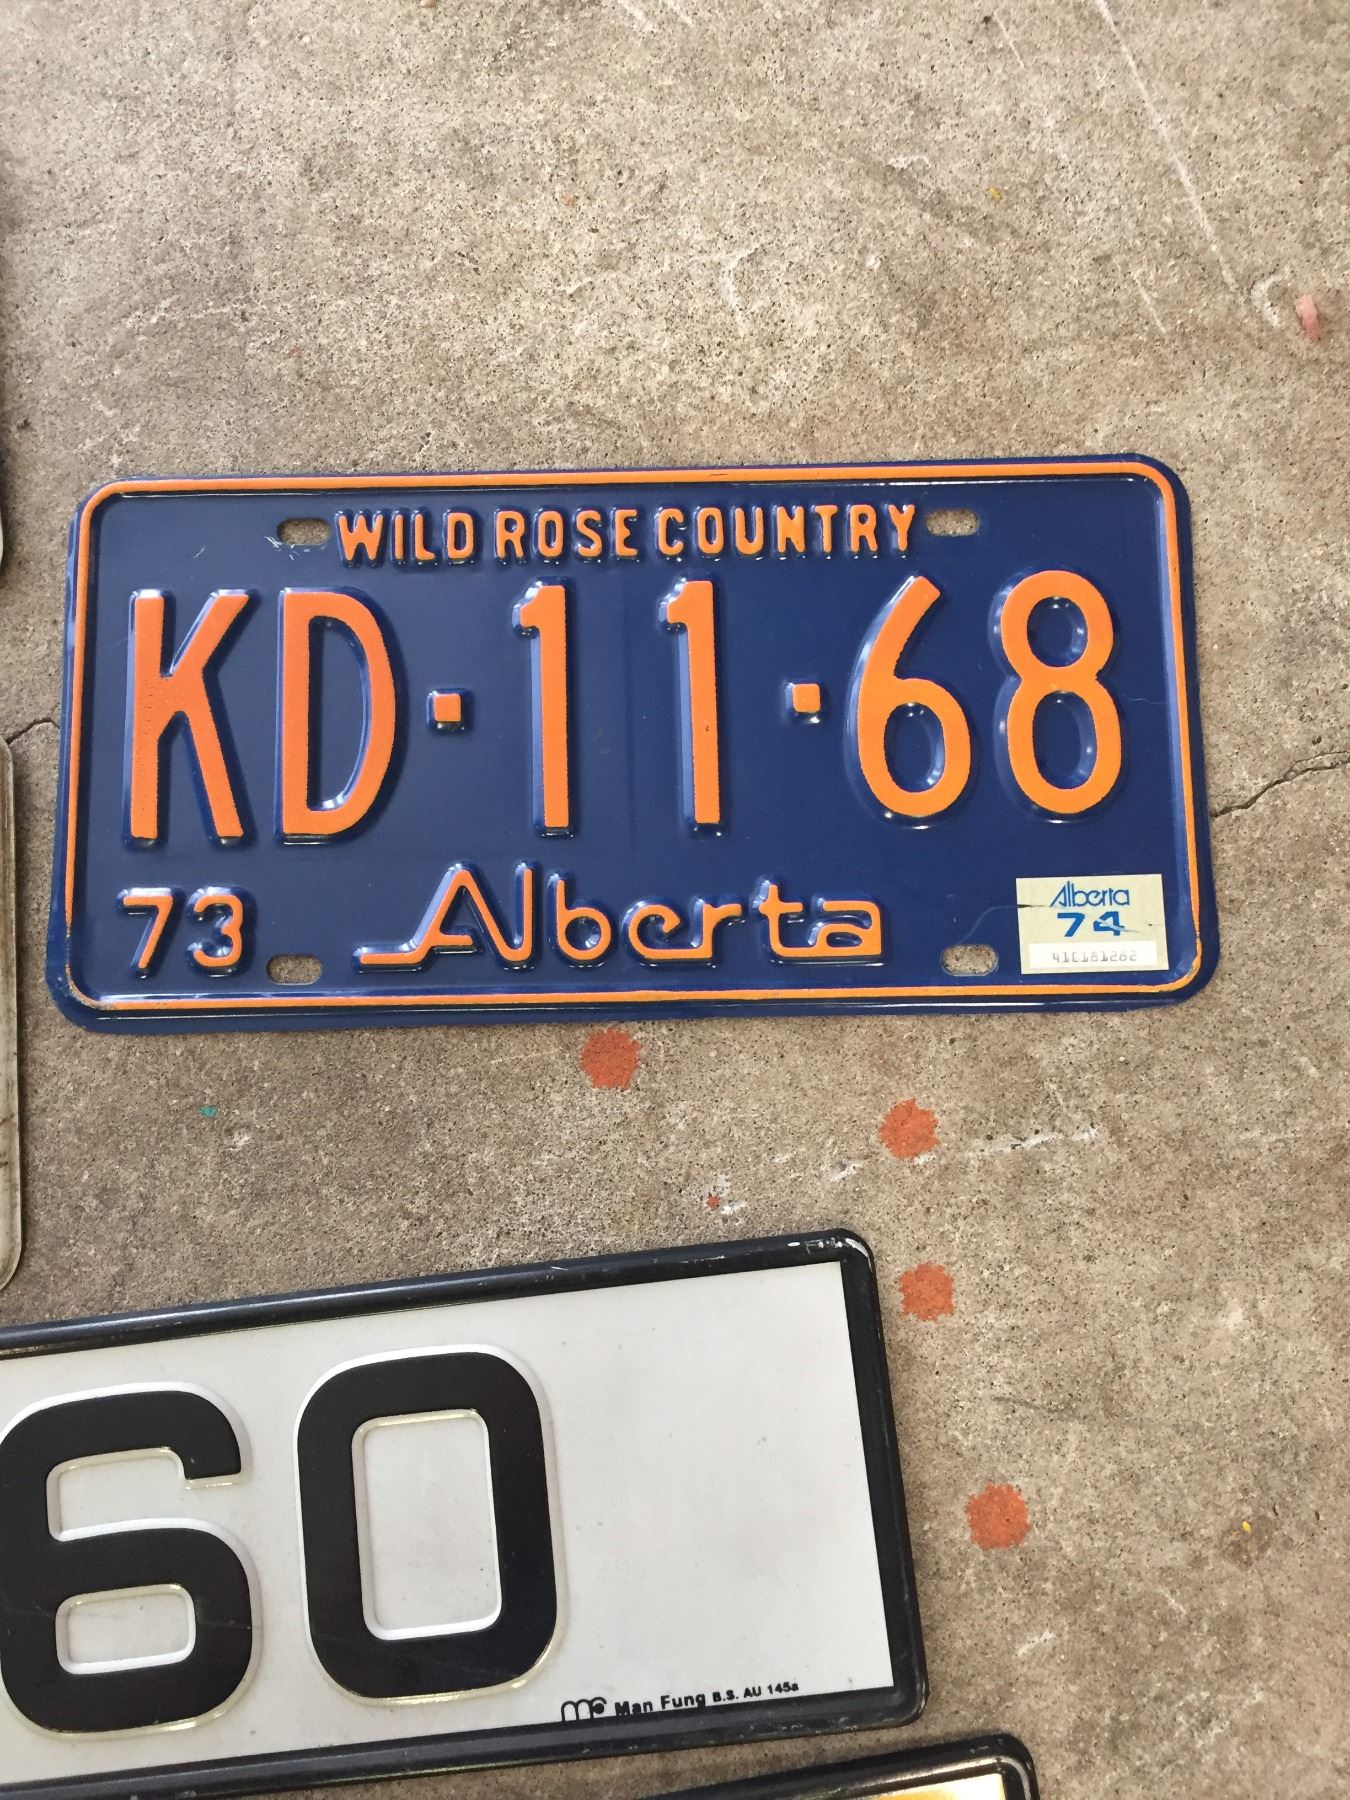 WILD ROSE COUNTRY
KD·11·68
73 Alberta
Alberta
74
410181282
60
Man Fung B.S. AU 145a